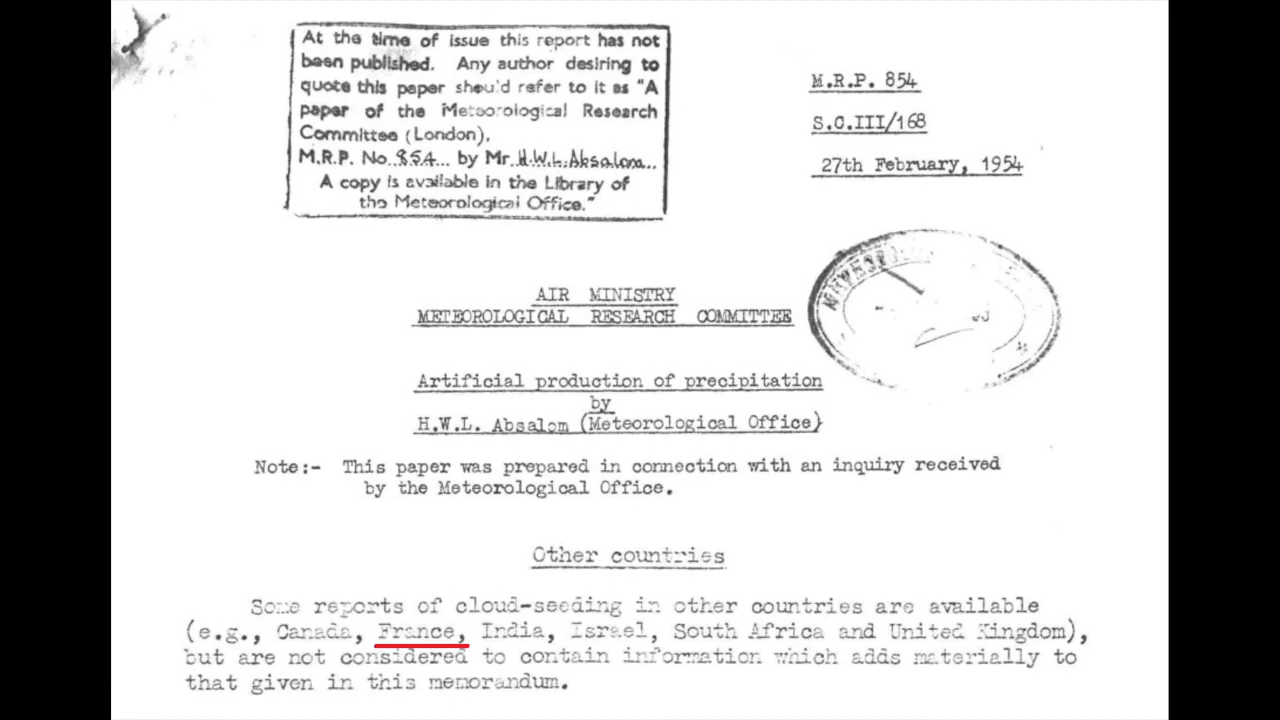 At the time of issue this report has not
been published. Any author desiring to
quote this paper should refer to it as "A
paper of the Meteorological Research
Committee (London),
M.R.P. No. 854... by Mr. H.W.L. Absalom..
A copy is available in the Library of
the Meteorological Office."
M.R.P. 854
S.C.III/168
27th February, 1954
AIR MINISTRY
METEOROLOGICAL RESEARCH COMMITTEE
Artificial production of precipitation
by
H.W.L. Absalom (Meteorological Office)
Note:- This paper was prepared in connection with an inquiry received
by the Meteorological Office.
Other countries
Some reports of cloud-seeding in other countries are available
(e.g., Canada, France, India, Israel, South Africa and United Kingdom),
but are not considered to contain information which adds materially to
that given in this memorandum.